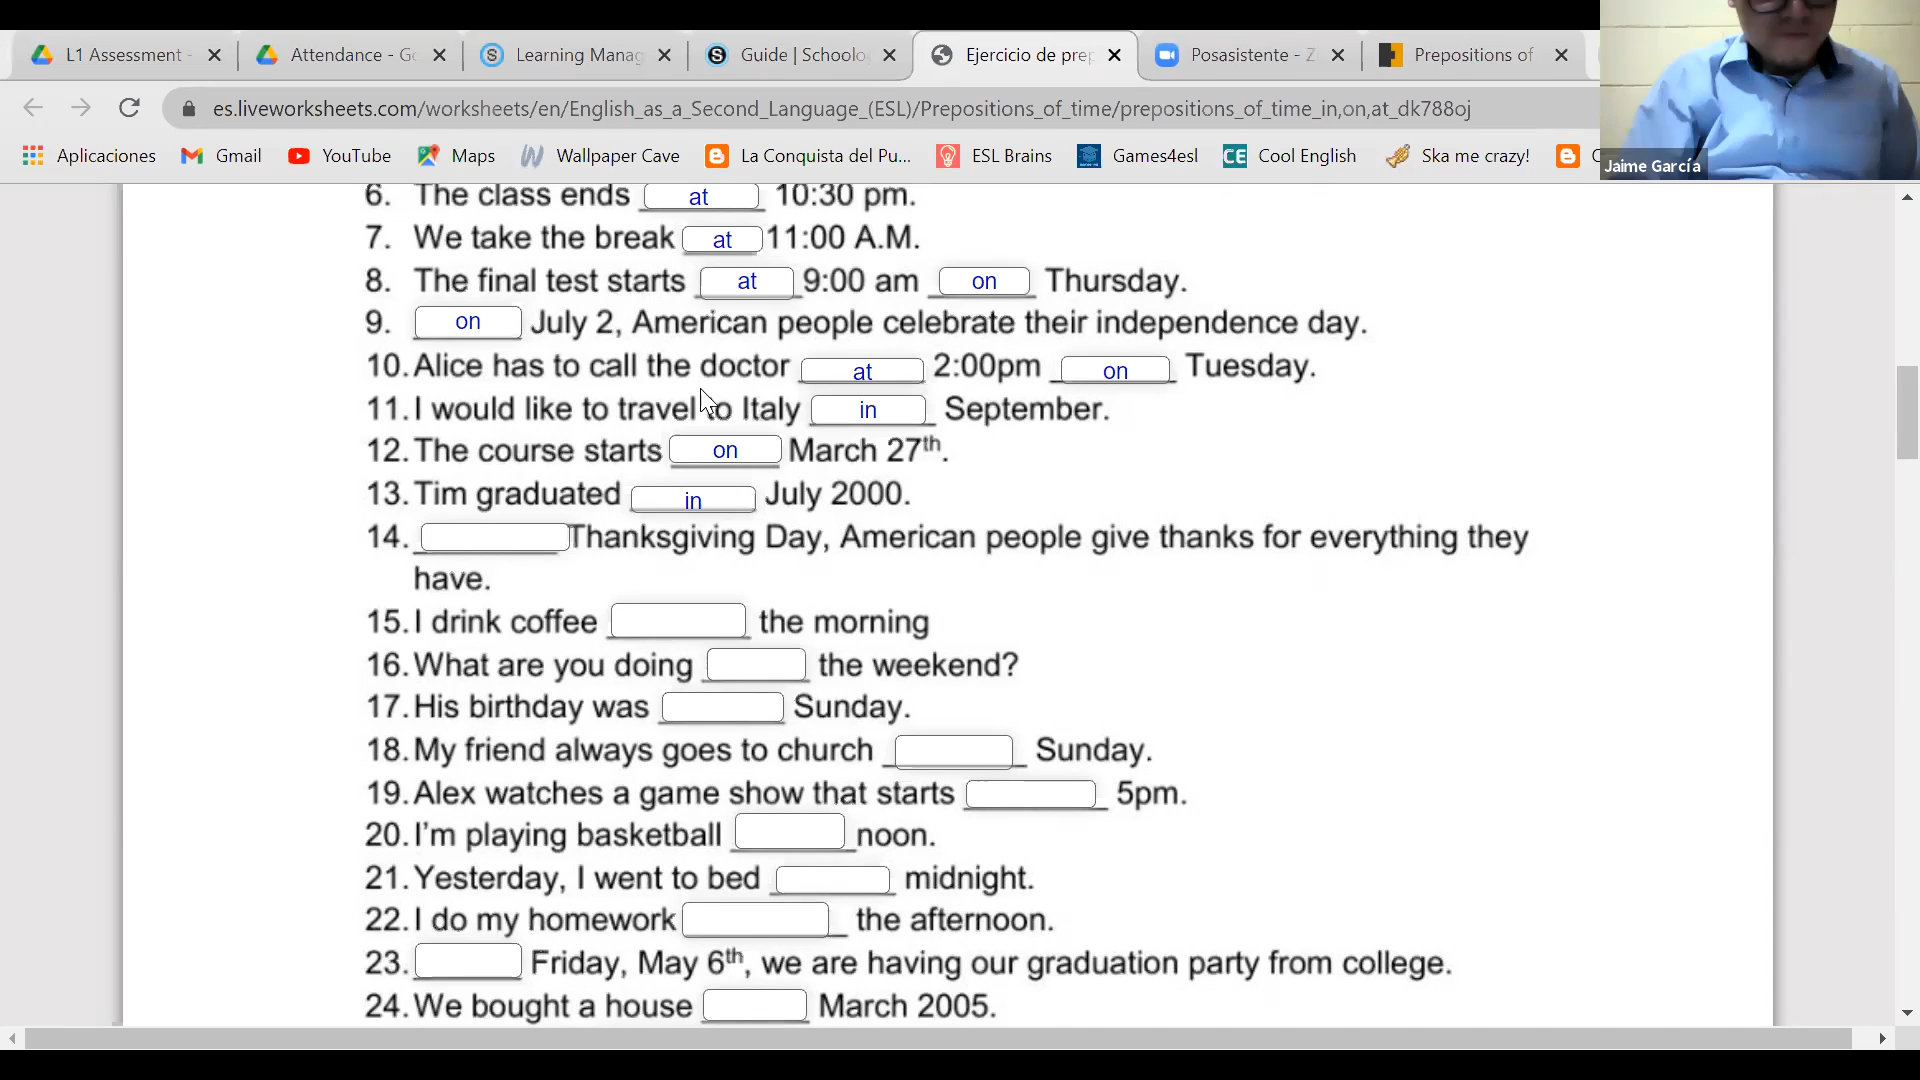 L1 Assessment -
Attendance - Go
Learning Manag
Guide | Schoolo
Ejercicio de prep
Posasistente - Z
Prepositions of
es.liveworksheets.com/worksheets/en/English_as_a_Second_Language_(ESL)/Prepositions_of_time/prepositions_of_time_in,on,at_dk788oj
Aplicaciones
Gmail
YouTube
Maps
Wallpaper Cave
La Conquista del Pu...
ESL Brains
Games4esl
CE Cool English
Ska me crazy!
Jaime García
6. The class ends at 10:30 pm.
7. We take the break at 11:00 A.M.
8. The final test starts at 9:00 am on Thursday.
9. on July 2, American people celebrate their independence day.
10. Alice has to call the doctor at 2:00pm on Tuesday.
11. I would like to travel to Italy in September.
12. The course starts on March 27th.
13. Tim graduated in July 2000.
14. Thanksgiving Day, American people give thanks for everything they
have.
15. I drink coffee the morning
16. What are you doing the weekend?
17. His birthday was Sunday.
18. My friend always goes to church Sunday.
19. Alex watches a game show that starts 5pm.
20. I'm playing basketball noon.
21. Yesterday, I went to bed midnight.
22. I do my homework the afternoon.
23. Friday, May 6th, we are having our graduation party from college.
24. We bought a house March 2005.